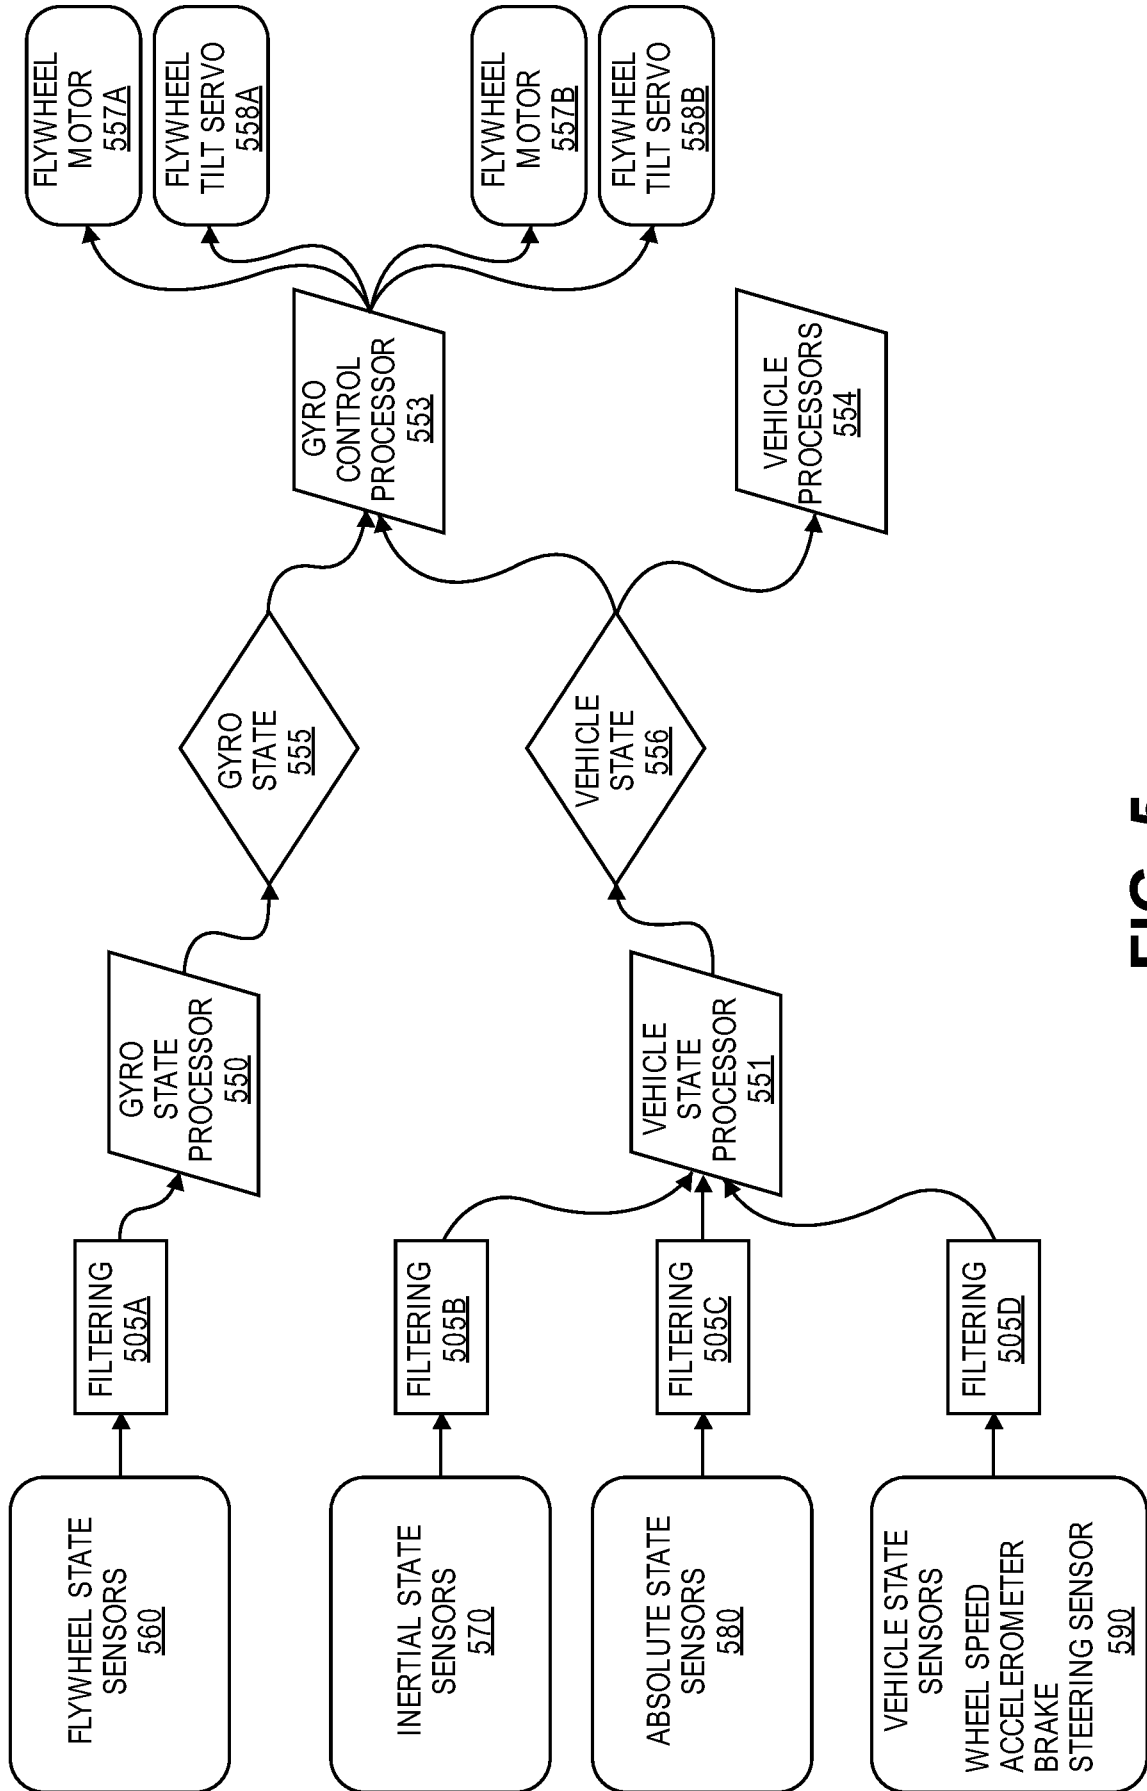 FLYWHEEL STATE
SENSORS
560
INERTIAL STATE
SENSORS
570
ABSOLUTE STATE
SENSORS
580
VEHICLE STATE
SENSORS
WHEEL SPEED
ACCELEROMETER
BRAKE
STEERING SENSOR
590
FILTERING
505A
FILTERING
505B
FILTERING
505C
FILTERING
505D
GYRO
STATE
PROCESSOR
550
VEHICLE
STATE
PROCESSOR
551
GYRO
STATE
555
VEHICLE
STATE
556
GYRO
CONTROL
PROCESSOR
553
VEHICLE
PROCESSORS
554
FLYWHEEL
MOTOR
557A
FLYWHEEL
TILT SERVO
558A
FLYWHEEL
MOTOR
557B
FLYWHEEL
TILT SERVO
558B
FIG. 5